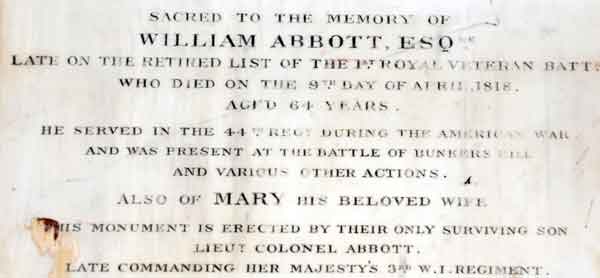 SACRED TO THE MEMORY OF
WILLIAM ABBOTT, ESQRE
LATE ON THE RETIRED LIST OF THE 1ST ROYAL VETERAN BATTN
WHO DIED ON THE 9TH DAY OF APRIL, 1818.
AGED 64 YEARS.
HE SERVED IN THE 44TH REGT DURING THE AMERICAN WAR
AND WAS PRESENT AT THE BATTLE OF BUNKERS HILL
AND VARIOUS OTHER ACTIONS.
ALSO OF MARY HIS BELOVED WIFE
THIS MONUMENT IS ERECTED BY THEIR ONLY SURVIVING SON
LIEUT COLONEL ABBOTT.
LATE COMMANDING HER MAJESTY'S 3RD W.I. REGIMENT.